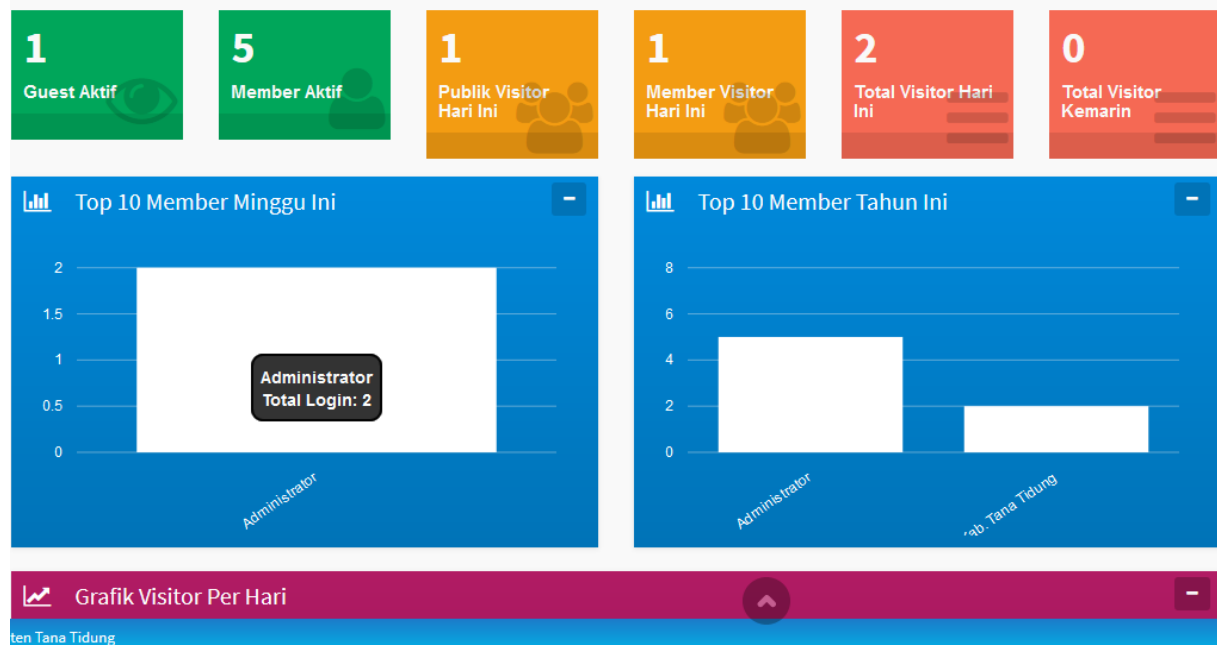 1
Guest Aktif
5
Member Aktif
1
Publik Visitor
Hari Ini
1
Member Visitor
Hari Ini
2
Total Visitor Hari
Ini
0
Total Visitor
Kemarin
Top 10 Member Minggu Ini
2
1.5
1
0.5
0
Administrator
Total Login: 2
Administrator
Top 10 Member Tahun Ini
8
6
4
2
0
Administrator
ab. Tana Tidung
Grafik Visitor Per Hari
ten Tana Tidung